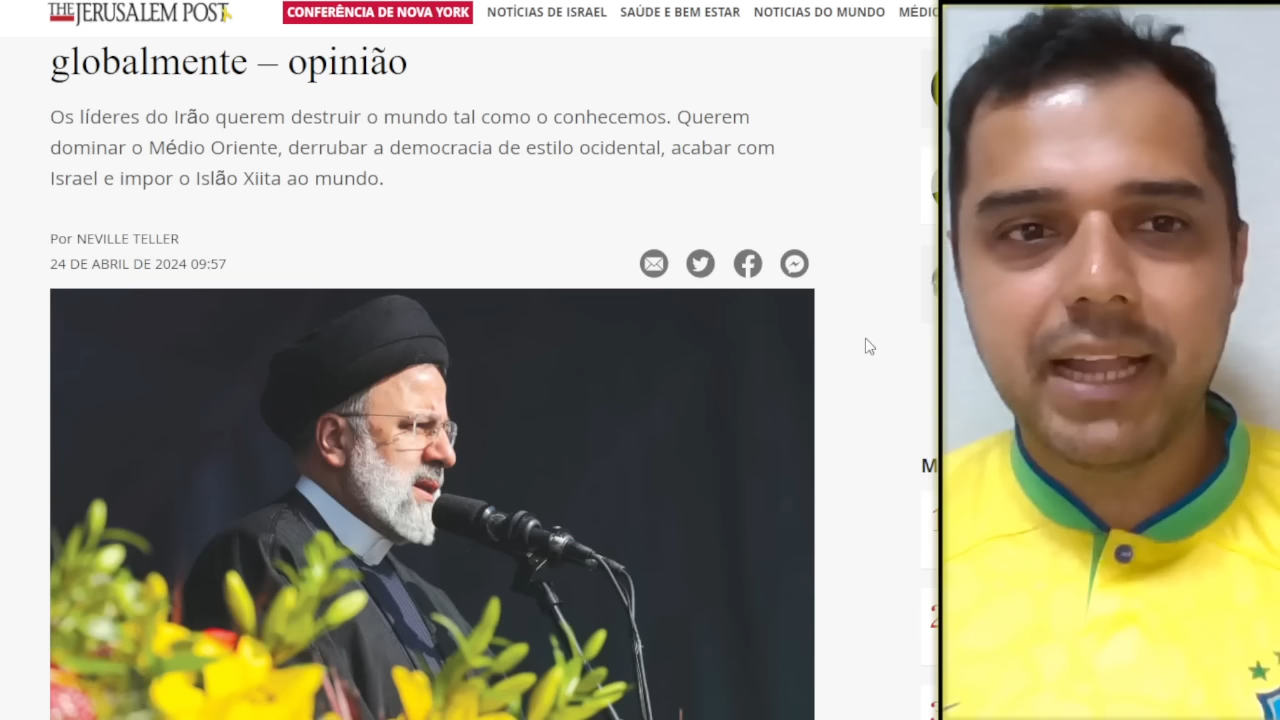 THE JERUSALEM POST
CONFERÊNCIA DE NOVA YORK NOTÍCIAS DE ISRAEL SAÚDE E BEM ESTAR NOTICIAS DO MUNDO
globalmente – opinião
Os líderes do Irão querem destruir o mundo tal como o conhecemos. Querem
dominar o Médio Oriente, derrubar a democracia de estilo ocidental, acabar com
Israel e impor o Islão Xiita ao mundo.
Por NEVILLE TELLER
24 DE ABRIL DE 2024 09:57